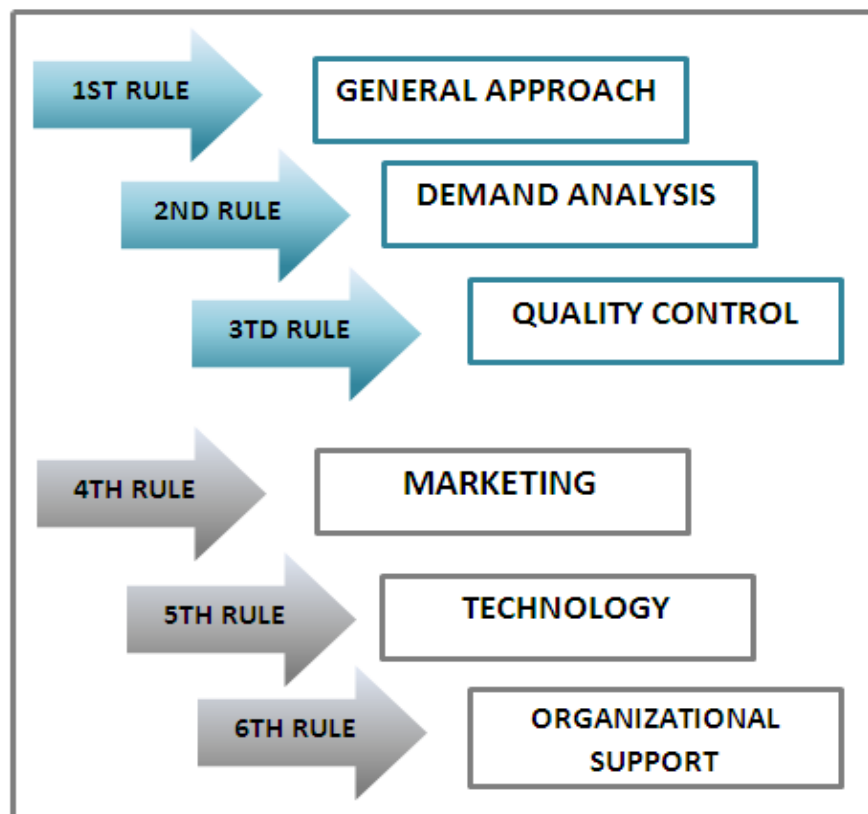 1ST RULE
GENERAL APPROACH
2ND RULE
DEMAND ANALYSIS
3TD RULE
QUALITY CONTROL
4TH RULE
MARKETING
5TH RULE
TECHNOLOGY
6TH RULE
ORGANIZATIONAL
SUPPORT